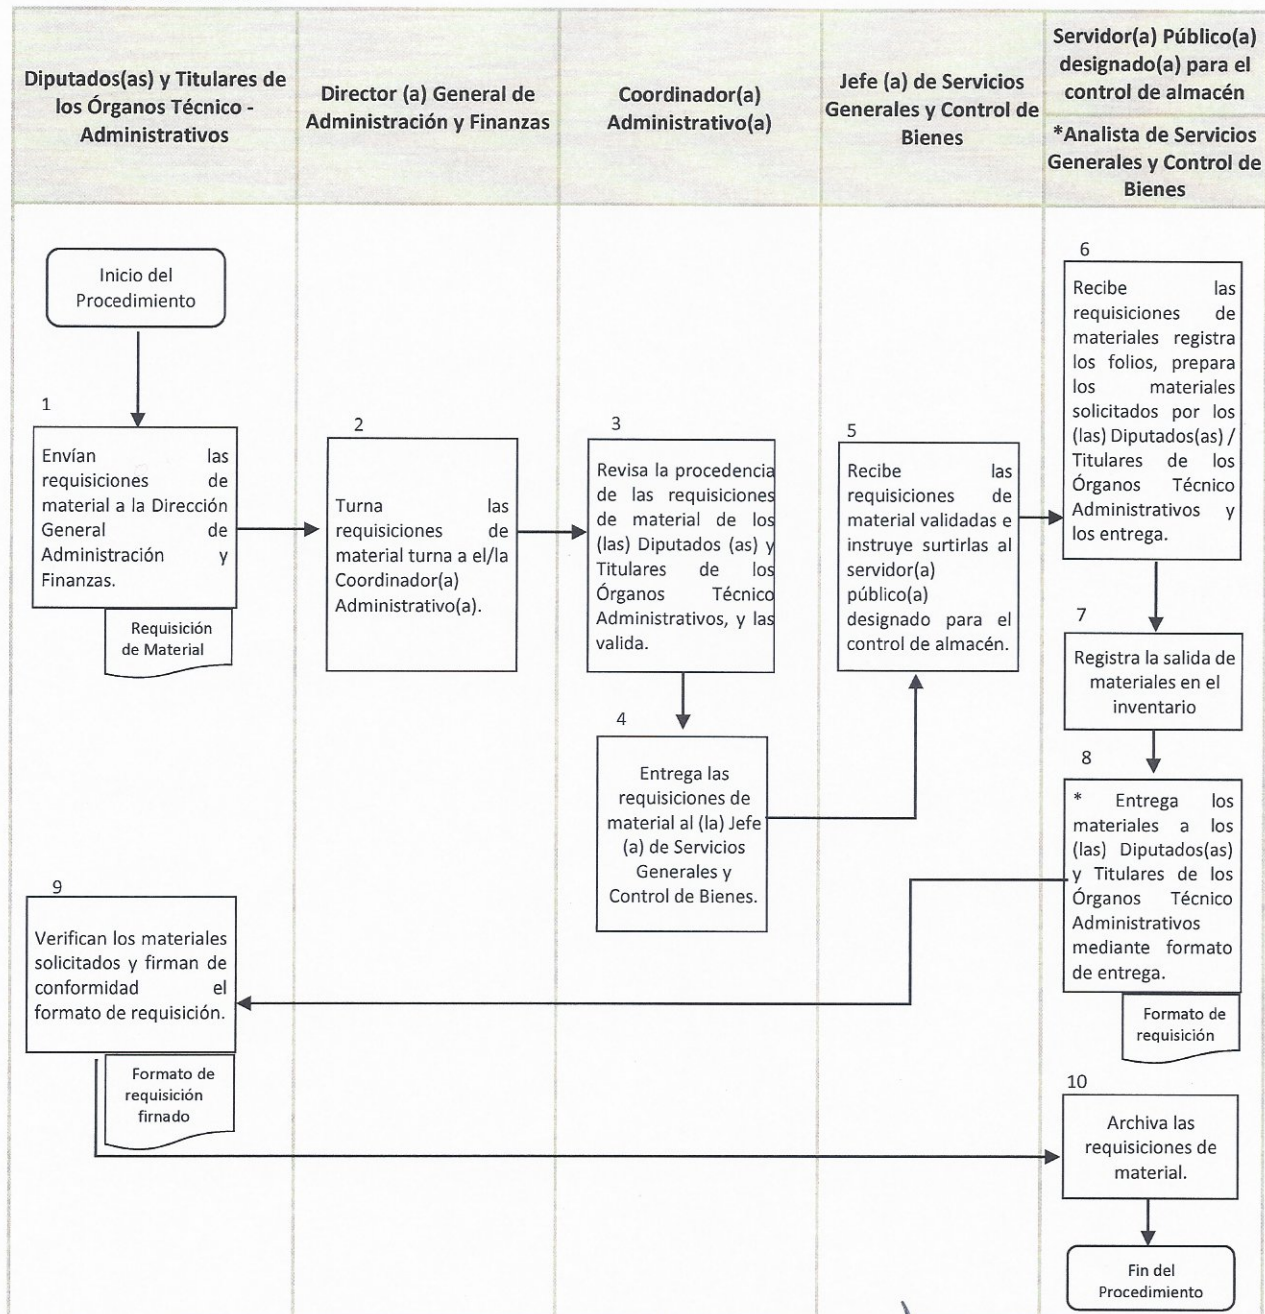 Diputados(as) y Titulares de
los Órganos Técnico -
Administrativos
Director (a) General de
Administración y Finanzas
Coordinador(a)
Administrativo(a)
Jefe (a) de Servicios
Generales y Control de
Bienes
Servidor(a) Público(a)
designado(a) para el
control de almacén
*Analista de Servicios
Generales y Control de
Bienes
Inicio del
Procedimiento
1
Envían las
requisiciones de
material a la Dirección
General de
Administración y
Finanzas.
Requisición
de Material
2
Turna las
requisiciones de
material turna a el/la
Coordinador(a)
Administrativo(a).
3
Revisa la procedencia
de las requisiciones
de material de los
(las) Diputados (as) y
Titulares de los
Órganos Técnico
Administrativos, y las
valida.
4
Entrega las
requisiciones de
material al (la) Jefe
(a) de Servicios
Generales y
Control de Bienes.
5
Recibe las
requisiciones de
material validadas e
instruye surtirlas al
servidor(a)
público(a)
designado para el
control de almacén.
6
Recibe las
requisiciones de
materiales registra
los folios, prepara
los materiales
solicitados por los
(las) Diputados(as) /
Titulares de los
Órganos Técnico
Administrativos y
los entrega.
7
Registra la salida de
materiales en el
inventario
8
* Entrega los
materiales a los
(las) Diputados(as)
y Titulares de los
Órganos Técnico
Administrativos
mediante formato
de entrega.
Formato de
requisición
9
Verifican los materiales
solicitados y firman de
conformidad el
formato de requisición.
Formato de
requisición
firnado
10
Archiva las
requisiciones de
material.
Fin del
Procedimiento